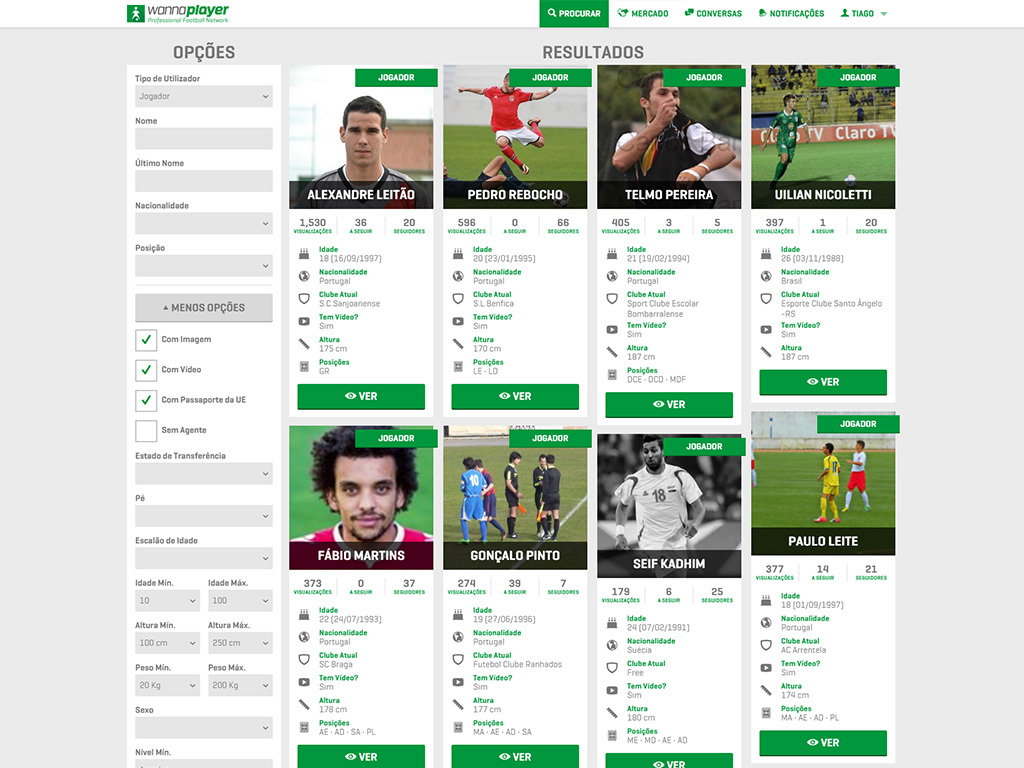 wannaplayer
Professional Football Network
PROCURAR
MERCADO
CONVERSAS
NOTIFICAÇÕES
TIAGO
OPÇÕES
Tipo de Utilizador
Jogador
Nome
Último Nome
Nacionalidade
Posição
MENOS OPÇÕES
Com Imagem
Com Vídeo
Com Passaporte da UE
Sem Agente
Estado de Transferência
Pé
Escalão de Idade
Idade Mín. Idade Máx.
10 100
Altura Mín. Altura Máx.
100 cm 250 cm
Peso Mín. Peso Máx.
20 Kg 200 Kg
Sexo
Nível Mín.
RESULTADOS
JOGADOR
ALEXANDRE LEITÃO
1,530 36 20
VISUALIZAÇÕES A SEGUIR SEGUIDORES
Idade
18 (16/09/1997)
Nacionalidade
Portugal
Clube Atual
S C Sanjoanense
Tem Vídeo?
Sim
Altura
175 cm
Posições
GR
VER
JOGADOR
PEDRO REBOCHO
596 0 66
VISUALIZAÇÕES A SEGUIR SEGUIDORES
Idade
20 (23/01/1995)
Nacionalidade
Portugal
Clube Atual
S L Benfica
Tem Vídeo?
Sim
Altura
170 cm
Posições
LE - LD
VER
JOGADOR
TELMO PEREIRA
405 3 5
VISUALIZAÇÕES A SEGUIR SEGUIDORES
Idade
21 (19/02/1994)
Nacionalidade
Portugal
Clube Atual
Sport Clube Escolar
Bombarralense
Tem Vídeo?
Sim
Altura
187 cm
Posições
DCE - DCD - MDF
VER
JOGADOR
Claro TV
UILIAN NICOLETTI
397 1 20
VISUALIZAÇÕES A SEGUIR SEGUIDORES
Idade
26 (03/11/1988)
Nacionalidade
Brasil
Clube Atual
Esporte Clube Santo Ângelo
-RS
Tem Vídeo?
Sim
Altura
187 cm
VER
JOGADOR
FÁBIO MARTINS
373 0 37
VISUALIZAÇÕES A SEGUIR SEGUIDORES
Idade
22 (24/07/1993)
Nacionalidade
Portugal
Clube Atual
SC Braga
Tem Vídeo?
Sim
Altura
178 cm
Posições
AE - AD - SA - PL
VER
JOGADOR
10
GONÇALO PINTO
274 39 7
VISUALIZAÇÕES A SEGUIR SEGUIDORES
Idade
19 (27/06/1996)
Nacionalidade
Portugal
Clube Atual
Futebol Clube Ranhados
Tem Vídeo?
Sim
Altura
177 cm
Posições
MA - AE - AD - SA
VER
JOGADOR
18
SEIF KADHIM
179 6 25
VISUALIZAÇÕES A SEGUIR SEGUIDORES
Idade
24 (07/02/1991)
Nacionalidade
Suécia
Clube Atual
Free
Tem Vídeo?
Sim
Altura
180 cm
Posições
ME - MD - AE - AD
VER
JOGADOR
PAULO LEITE
377 14 21
VISUALIZAÇÕES A SEGUIR SEGUIDORES
Idade
18 (01/09/1997)
Nacionalidade
Portugal
Clube Atual
AC Arrentela
Tem Vídeo?
Sim
Altura
174 cm
Posições
MA - AE - AD - PL
VER